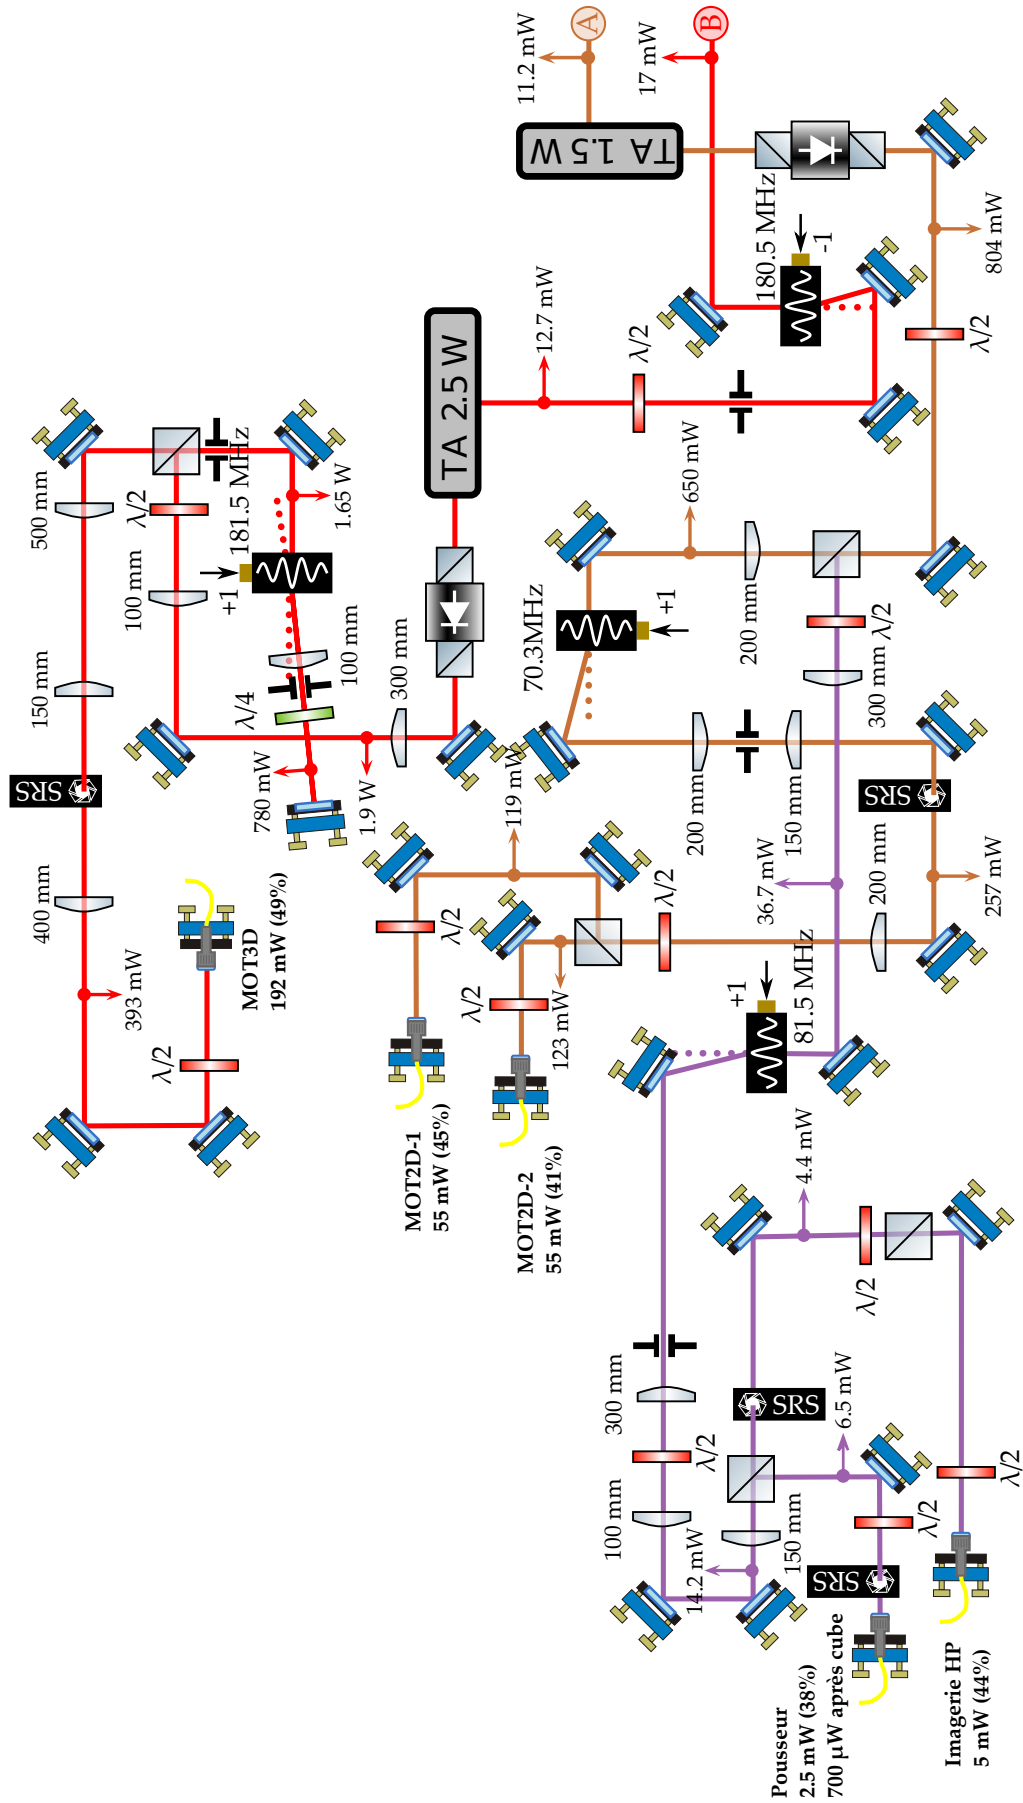 A
B
11.2 mW
17 mW
TA 1.5 W
180.5 MHz
-1
804 mW
λ/2
12.7 mW
λ/2
TA 2.5 W
650 mW
500 mm
λ/2
181.5 MHz
1.65 W
100 mm
+1
70.3MHz
+1
200 mm
λ/2
300 mm
150 mm
λ/4
100 mm
300 mm
SRS
780 mW
1.9 W
119 mW
200 mm
150 mm
SRS
400 mm
393 mW
MOT3D
192 mW (49%)
λ/2
λ/2
λ/2
λ/2
123 mW
36.7 mW
200 mm
257 mW
+1
81.5 MHz
MOT2D-1
55 mW (45%)
MOT2D-2
55 mW (41%)
4.4 mW
λ/2
300 mm
λ/2
100 mm
SRS
6.5 mW
14.2 mW
150 mm
λ/2
λ/2
SRS
Pousseur
2.5 mW (38%)
700 µW après cube
Imagerie HP
5 mW (44%)